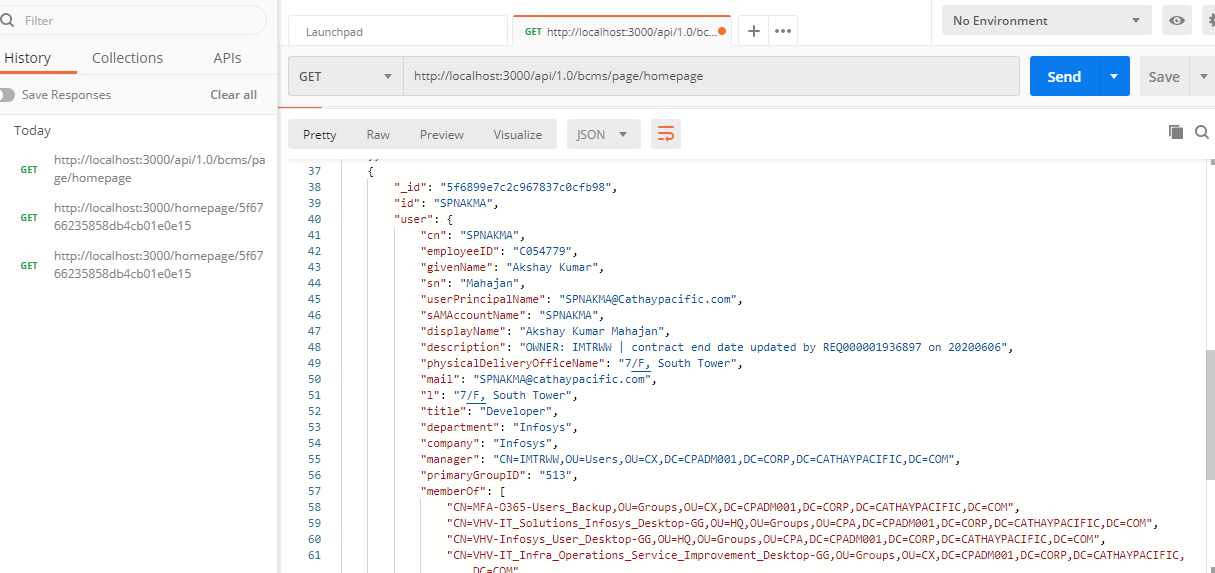 Filter
History Collections APIs
Save Responses Clear all
Today
GET http://localhost:3000/api/1.0/bcms/pa
ge/homepage
GET http://localhost:3000/homepage/5f67
66235858db4cb01e0e15
GET http://localhost:3000/homepage/5f67
66235858db4cb01e0e15
Launchpad GET http://localhost:3000/api/1.0/bc... + ••• No Environment
GET http://localhost:3000/api/1.0/bcms/page/homepage Send Save
Pretty Raw Preview Visualize JSON
37 {
38 "_id": "5f6899e7c2c967837c0cfb98",
39 "id": "SPNAKMA",
40 "user": {
41 "cn": "SPNAKMA",
42 "employeeID": "C054779",
43 "givenName": "Akshay Kumar",
44 "sn": "Mahajan",
45 "userPrincipalName": "SPNAKMA@Cathaypacific.com",
46 "sAMAccountName": "SPNAKMA",
47 "displayName": "Akshay Kumar Mahajan",
48 "description": "OWNER: IMTRWW | contract end date updated by REQ000001936897 on 20200606",
49 "physicalDeliveryOfficeName": "7/F, South Tower",
50 "mail": "SPNAKMA@cathaypacific.com",
51 "l": "7/F, South Tower",
52 "title": "Developer",
53 "department": "Infosys",
54 "company": "Infosys",
55 "manager": "CN=IMTRWW,OU=Users,OU=CX,DC=CPADM001,DC=CORP,DC=CATHAYPACIFIC,DC=COM",
56 "primaryGroupID": "513",
57 "memberOf": [
58 "CN=MFA-O365-Users_Backup,OU=Groups,OU=CX,DC=CPADM001,DC=CORP,DC=CATHAYPACIFIC,DC=COM",
59 "CN=VHV-IT_Solutions_Infosys_Desktop-GG,OU=HQ,OU=Groups,OU=CPA,DC=CPADM001,DC=CORP,DC=CATHAYPACIFIC,DC=COM",
60 "CN=VHV-Infosys_User_Desktop-GG,OU=HQ,OU=Groups,OU=CPA,DC=CPADM001,DC=CORP,DC=CATHAYPACIFIC,DC=COM",
61 "CN=VHV-IT_Infra_Operations_Service_Improvement_Desktop-GG,OU=Groups,OU=CX,DC=CPADM001,DC=CORP,DC=CATHAYPACIFIC,
DC=COM"